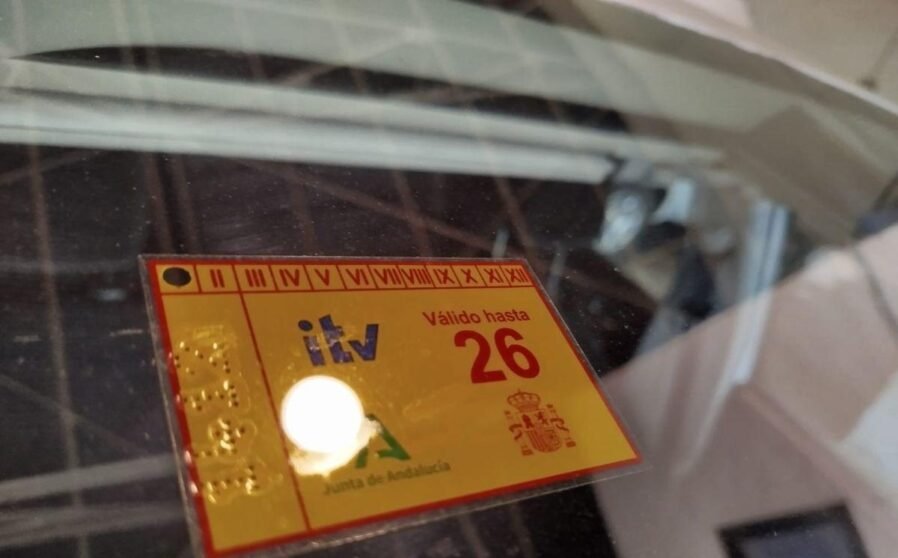 II III IV V VI VII VIII IX X XI XII
itv
Válido hasta
26
Junta de Andalucía